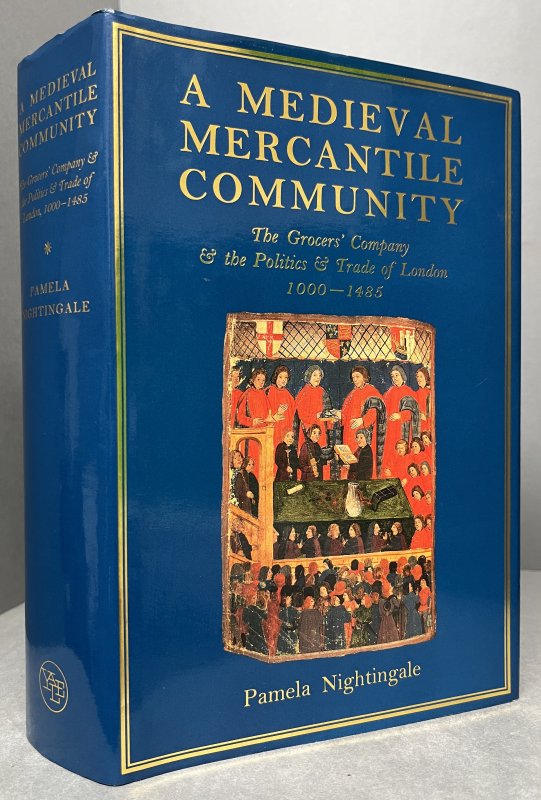 A MEDIEVAL
MERCANTILE
COMMUNITY
The Grocers' Company &
the Politics & Trade of
London, 1000–1485
*
PAMELA
NIGHTINGALE
A MEDIEVAL
MERCANTILE
COMMUNITY
The Grocers' Company
& the Politics & Trade of London
1000–1485
Pamela Nightingale